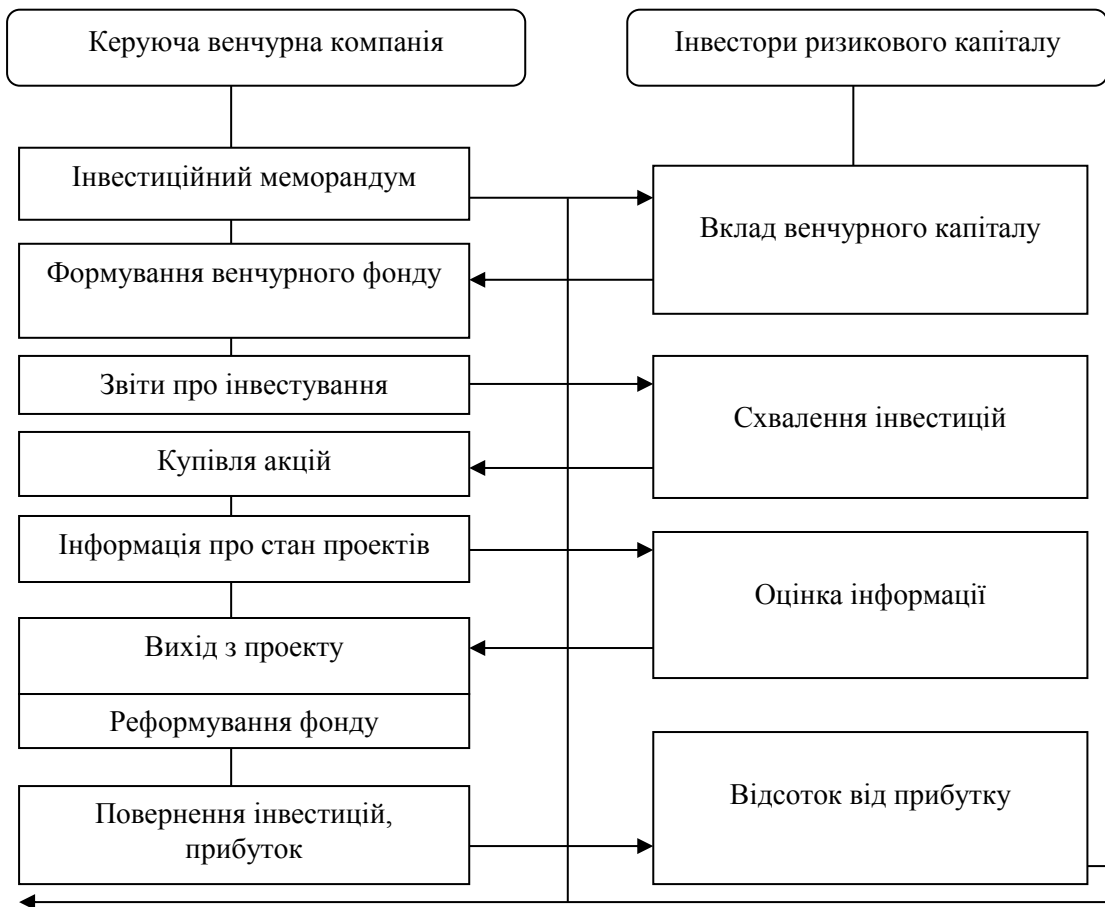 Керуюча венчурна компанія
Інвестори ризикового капіталу
Інвестиційний меморандум
Вклад венчурного капіталу
Формування венчурного фонду
Звіти про інвестування
Схвалення інвестицій
Купівля акцій
Інформація про стан проектів
Оцінка інформації
Вихід з проекту
Реформування фонду
Відсоток від прибутку
Повернення інвестицій,
прибуток